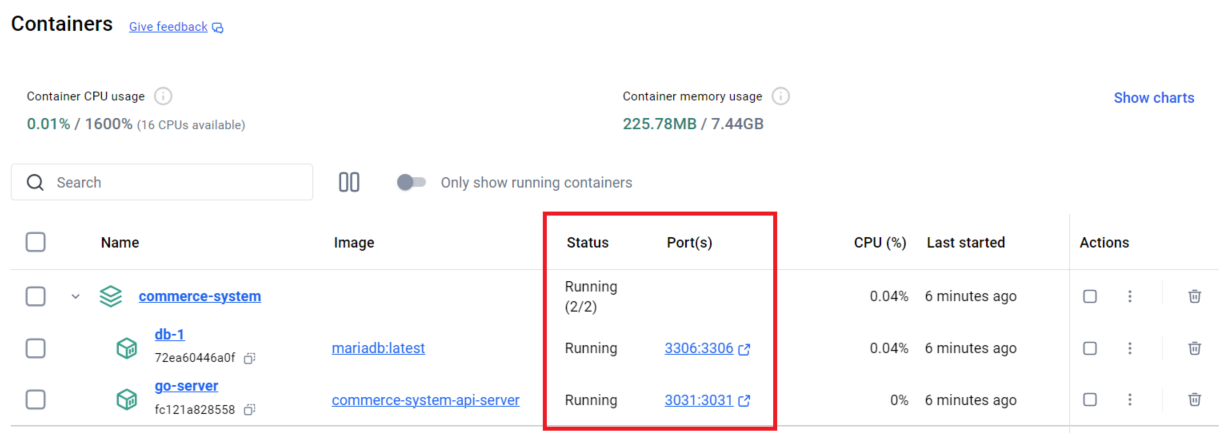 Containers Give feedback
Container CPU usage Container memory usage Show charts
0.01% / 1600% (16 CPUs available) 225.78MB / 7.44GB
Search Only show running containers
Name Image Status Port(s) CPU (%) Last started Actions
commerce-system Running (2/2) 0.04% 6 minutes ago
db-1
72ea60446a0f mariadb:latest Running 3306:3306 0.04% 6 minutes ago
go-server
fc121a828558 commerce-system-api-server Running 3031:3031 0% 6 minutes ago